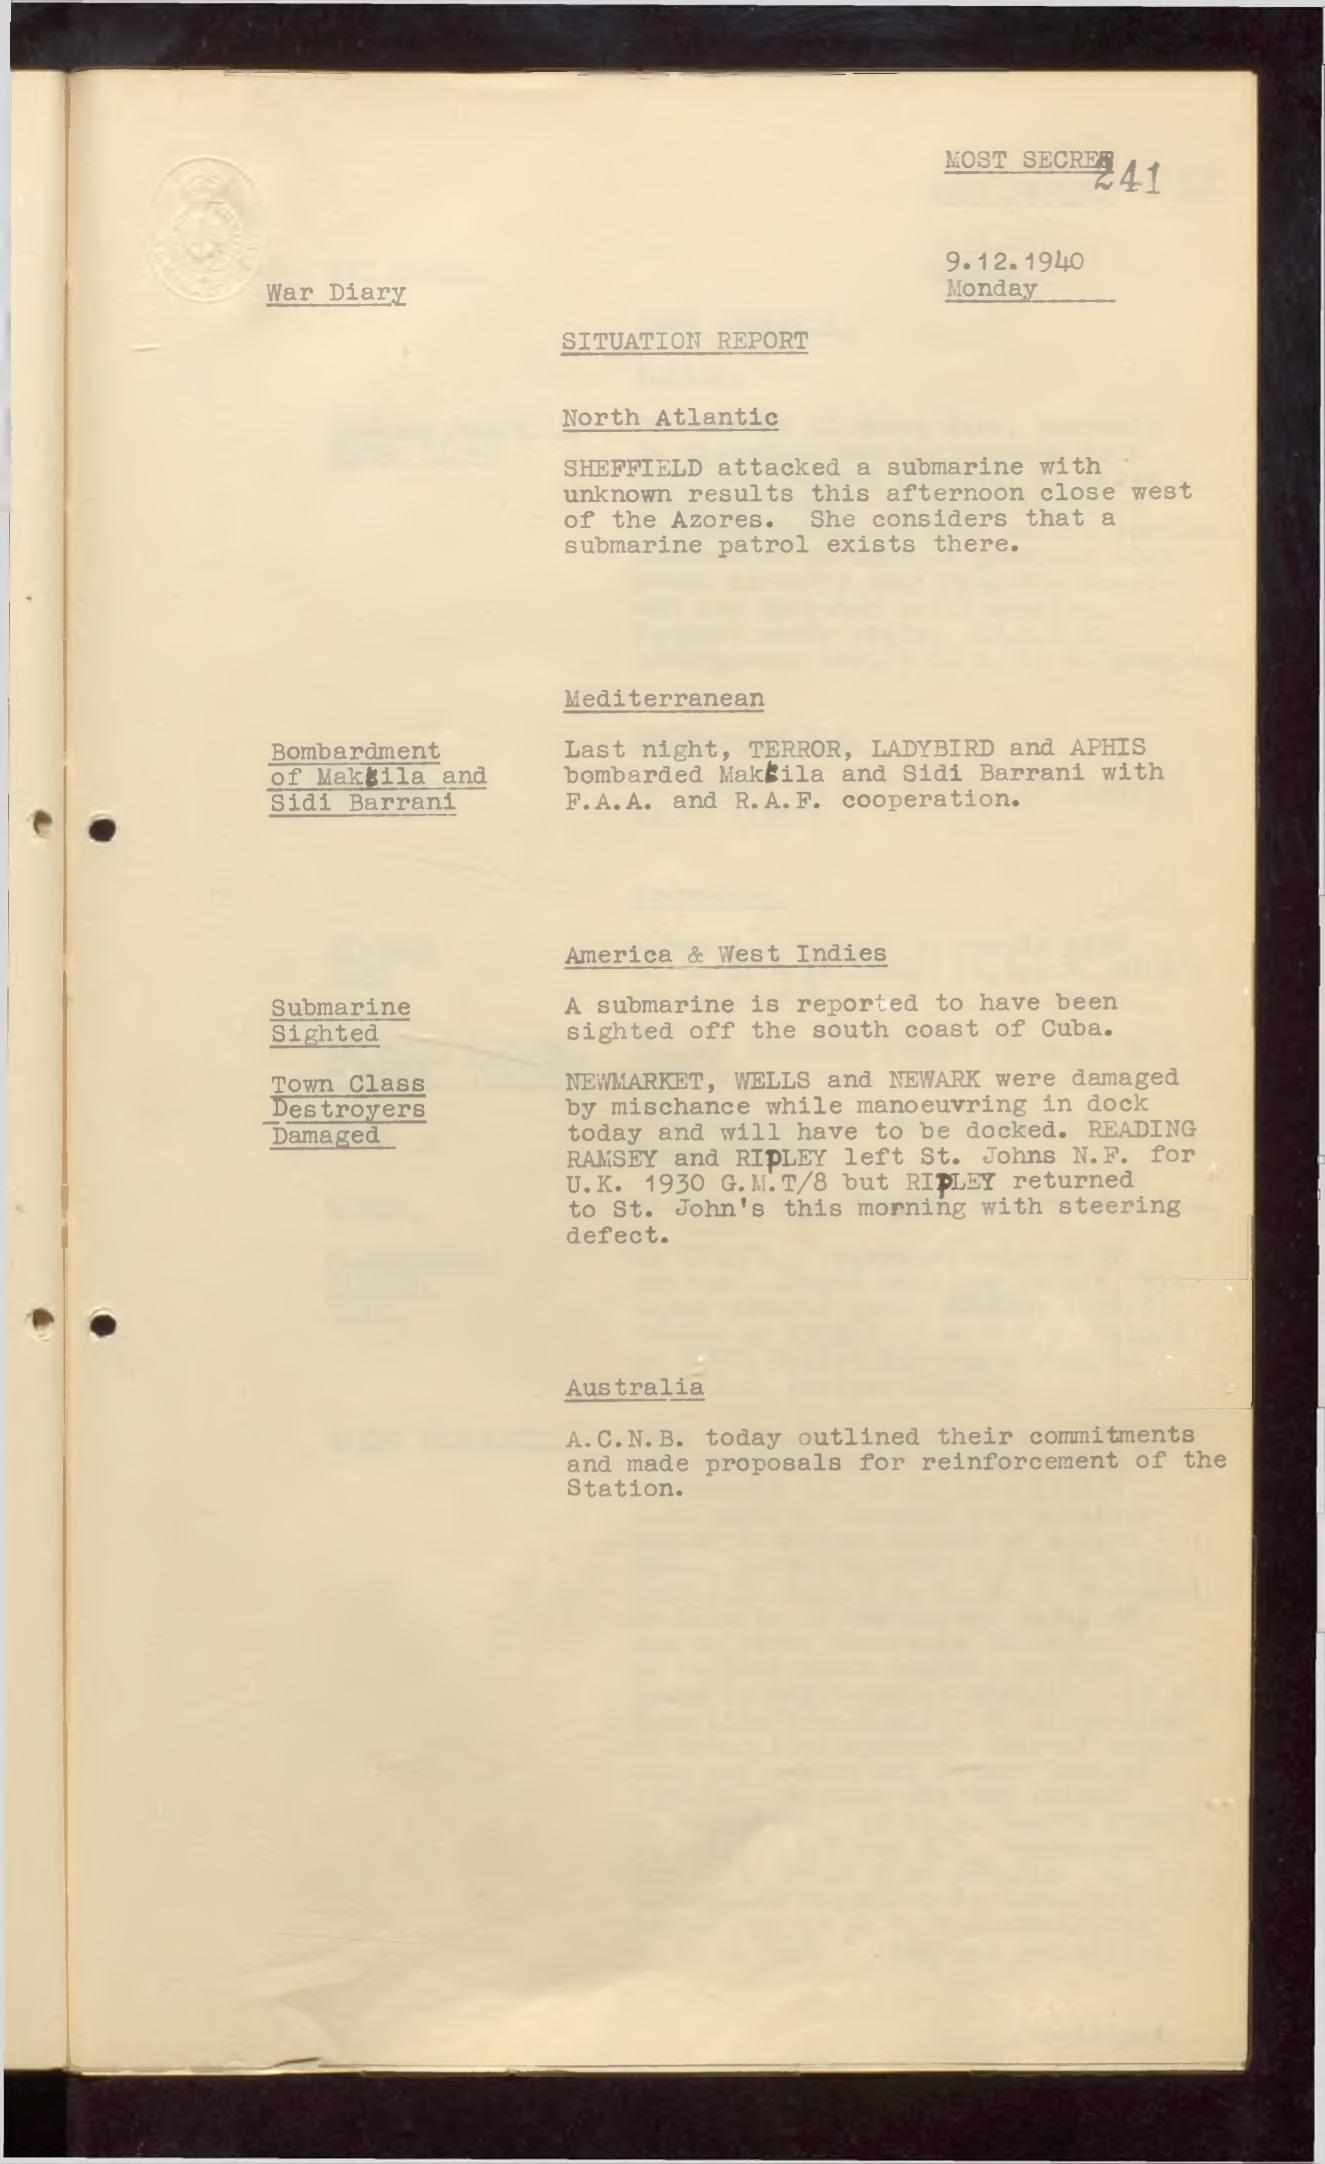 MOST SECRET
241
9.12.1940
Monday
War Diary
SITUATION REPORT
North Atlantic
SHEFFIELD attacked a submarine with
unknown results this afternoon close west
of the Azores. She considers that a
submarine patrol exists there.
Mediterranean
Bombardment
of Maktila and
Sidi Barrani
Last night, TERROR, LADYBIRD and APHIS
bombarded Maktila and Sidi Barrani with
F.A.A. and R.A.F. cooperation.
America & West Indies
Submarine
Sighted
A submarine is reported to have been
sighted off the south coast of Cuba.
Town Class
Destroyers
Damaged
NEWMARKET, WELLS and NEWARK were damaged
by mischance while manoeuvring in dock
today and will have to be docked. READING
RAMSEY and RIPLEY left St. Johns N.F. for
U.K. 1930 G.M.T/8 but RIPLEY returned
to St. John's this morning with steering
defect.
Australia
A.C.N.B. today outlined their commitments
and made proposals for reinforcement of the
Station.